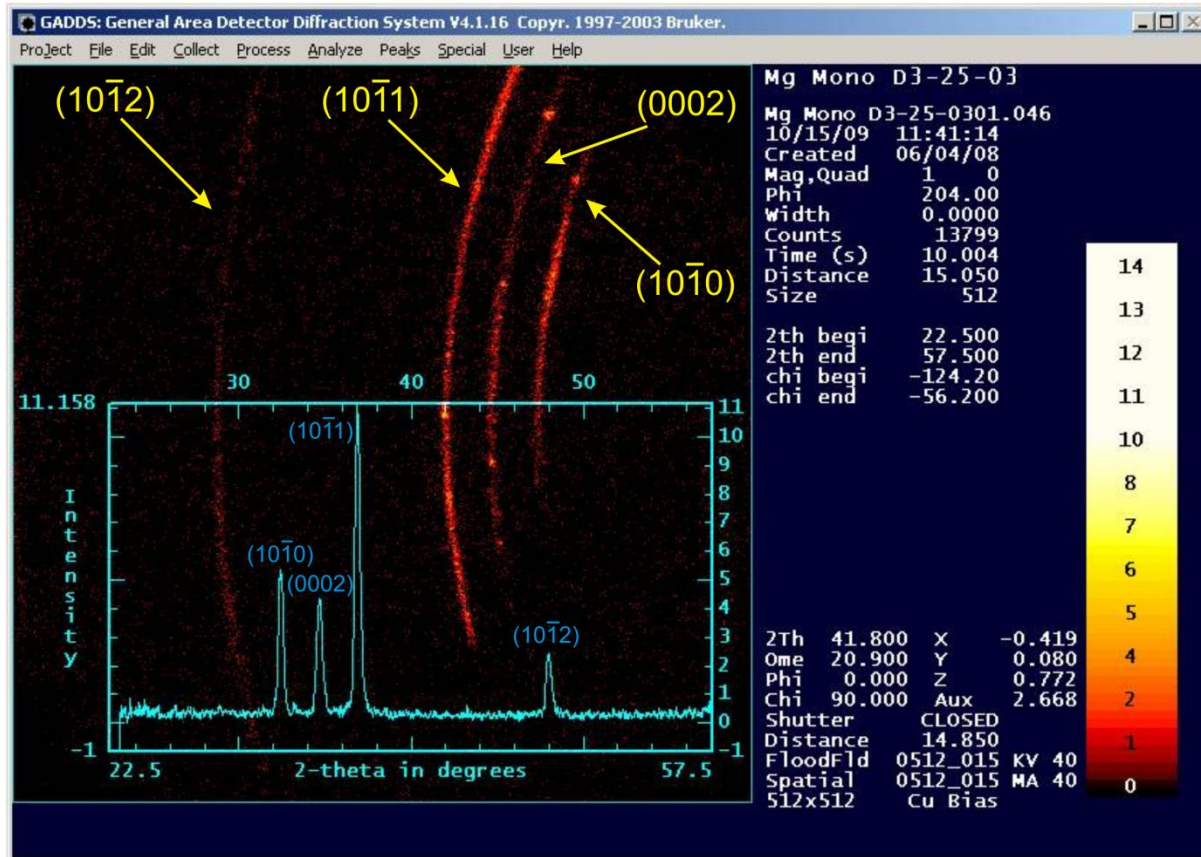 GADDS: General Area Detector Diffraction System V4.1.16 Copyr. 1997-2003 Bruker.
ProJect File Edit Collect Process Analyze Peaks Special User Help
(101̅2)
(101̅1)
(0002)
(101̅0)
30 40 50
11.158
Intensity
-1
(101̅0)
(0002)
(101̅1)
(101̅2)
11
10
9
8
7
6
5
4
3
2
1
0
-1
22.5 2-theta in degrees 57.5
Mg Mono D3-25-03
Mg Mono D3-25-0301.046
10/15/09 11:41:14
Created 06/04/08
Mag,Quad 1 0
Phi 204.00
Width 0.0000
Counts 13799
Time (s) 10.004
Distance 15.050
Size 512
2th begi 22.500
2th end 57.500
chi begi -124.20
chi end -56.200
14
13
12
11
10
8
7
6
5
4
2
1
0
2Th 41.800 X -0.419
Ome 20.900 Y 0.080
Phi 0.000 Z 0.772
Chi 90.000 Aux 2.668
Shutter CLOSED
Distance 14.850
FloodFld 0512_015 KV 40
Spatial 0512_015 MA 40
512x512 Cu Bias